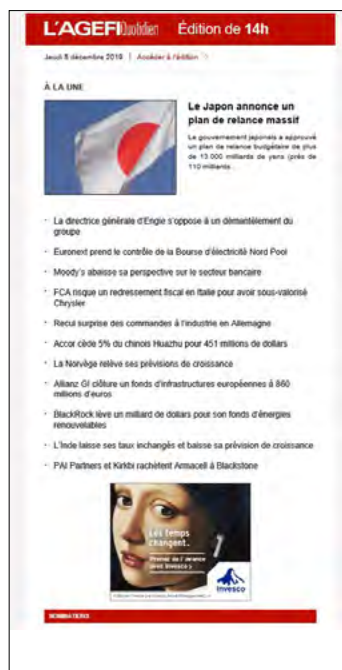 L'AGEFI Quotidien Édition de 14h
Jeudi 5 décembre 2019 | Accéder à l'édition
À LA UNE
Le Japon annonce un
plan de relance massif
Le gouvernement japonais a approuvé
un plan de relance budgétaire de plus
de 13.000 milliards de yens (près de
110 milliards
· La directrice générale d'Engie s'oppose à un démantèlement du
groupe
· Euronext prend le contrôle de la Bourse d'électricité Nord Pool
· Moody's abaisse sa perspective sur le secteur bancaire
· FCA risque un redressement fiscal en Italie pour avoir sous-valorisé
Chrysler
· Recul surprise des commandes à l'industrie en Allemagne
· Accor cède 5% du chinois Huazhu pour 451 millions de dollars
· La Norvège relève ses prévisions de croissance
· Allianz GI clôture un fonds d'infrastructures européennes à 860
millions d'euros
· BlackRock lève un milliard de dollars pour son fonds d'énergies
renouvelables
· L'Inde laisse ses taux inchangés et baisse sa prévision de croissance
· PAI Partners et Kirkbi rachètent Armacell à Blackstone
Les temps
changent.
Prenez de l'avance
avec Invesco >
Invesco
NOMINATIONS